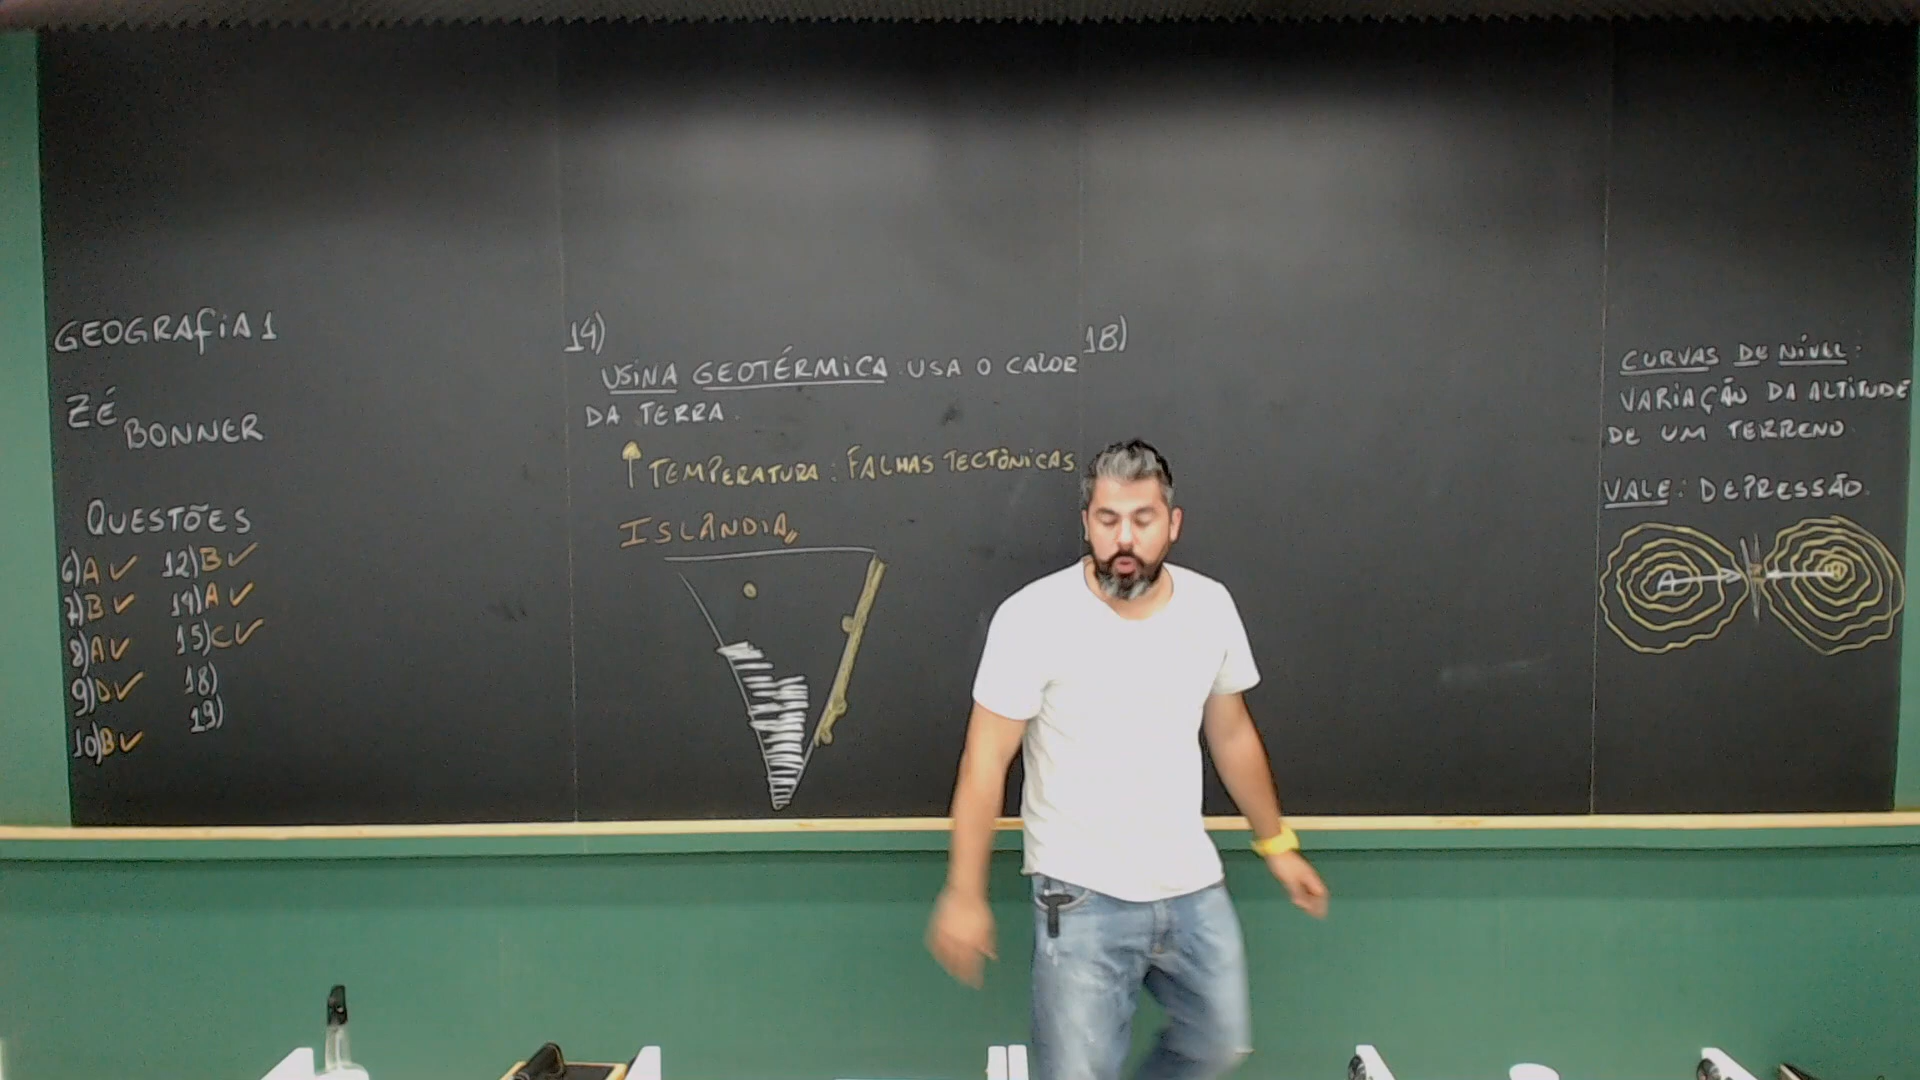 GEOGRAFIA 1
ZÉ
BONNER
QUESTÕES
6)A ✓ 12)B ✓
7)B ✓ 14)A ✓
8)A ✓ 15)C ✓
9)D ✓ 18)
10)B ✓ 19)
14)
USINA GEOTÉRMICA: USA O CALOR
DA TERRA.
↑ TEMPERATURA: FALHAS TECTÔNICAS
ISLÂNDIA
18)
CURVAS DE NÍVEL:
VARIAÇÃO DA ALTITUDE
DE UM TERRENO
VALE: DEPRESSÃO.
A